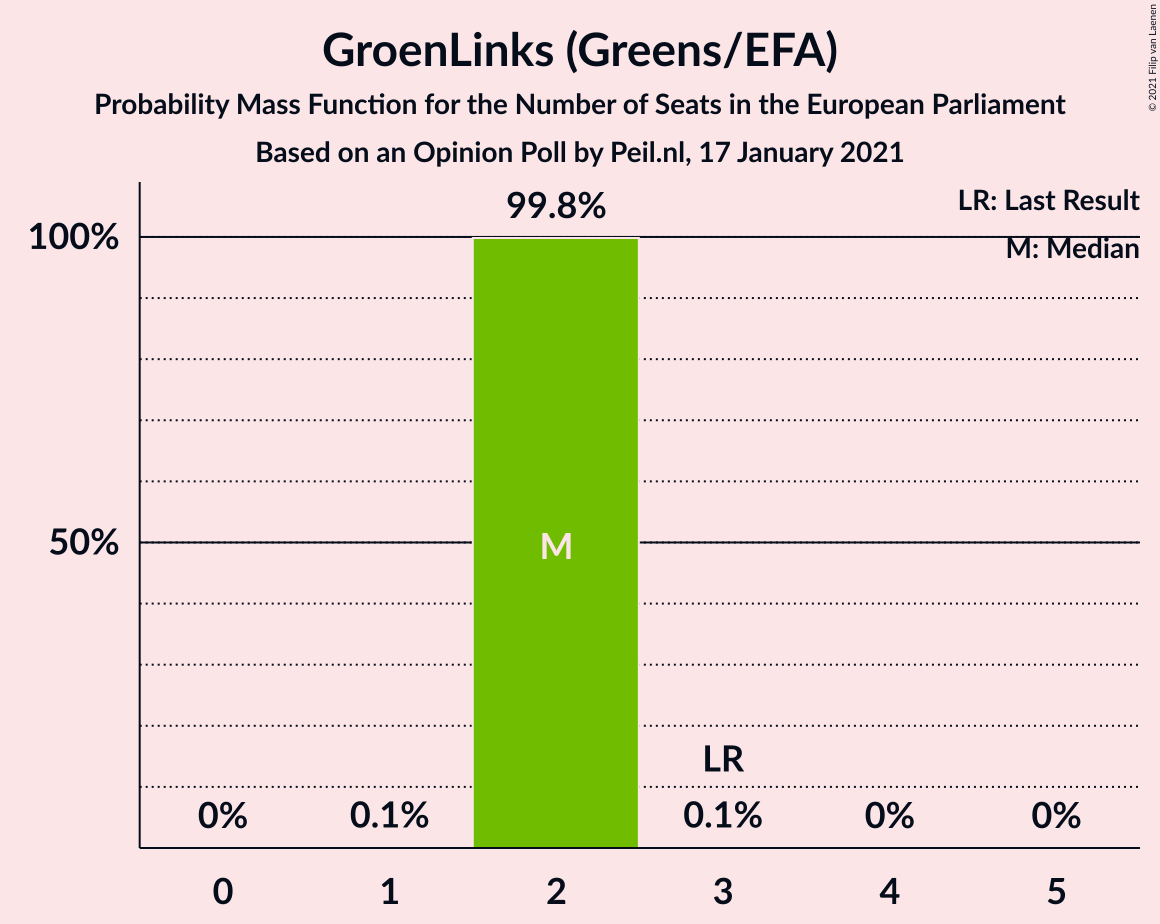 GroenLinks (Greens/EFA)
Probability Mass Function for the Number of Seats in the European Parliament
Based on an Opinion Poll by Peil.nl, 17 January 2021
© 2021 Filip van Laenen
LR: Last Result
M: Median
99.8%
100%
50%
M
LR
0% 0.1% 0.1% 0% 0%
0 1 2 3 4 5